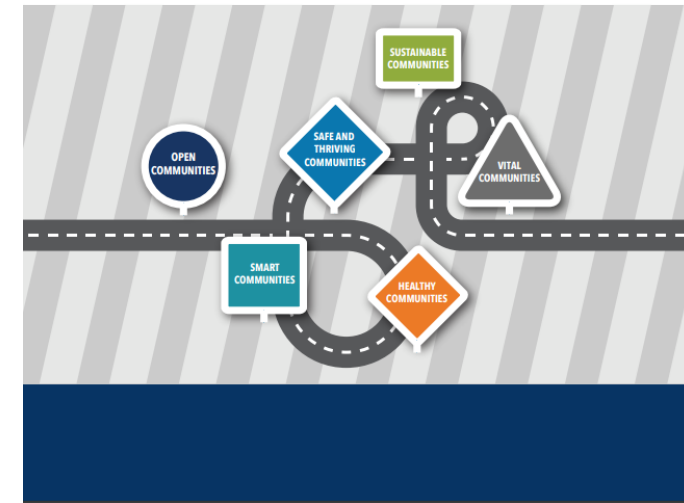 SUSTAINABLE
COMMUNITIES
SAFE AND
THRIVING
COMMUNITIES
OPEN
COMMUNITIES
VITAL
COMMUNITIES
SMART
COMMUNITIES
HEALTHY
COMMUNITIES